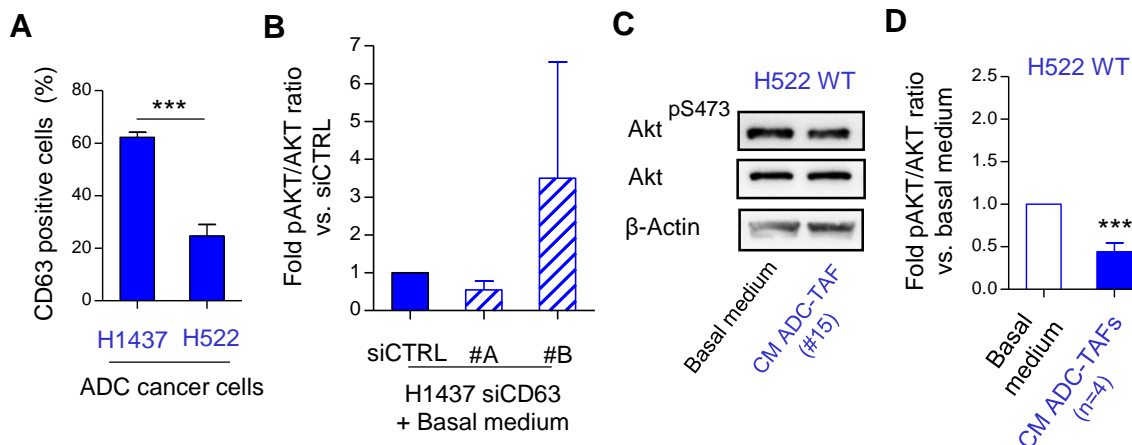 A
CD63 positive cells (%)
80
60
40
20
0
***
H1437 H522
ADC cancer cells
B
Fold pAKT/AKT ratio
vs. siCTRL
7
6
5
4
3
2
1
0
siCTRL #A #B
H1437 siCD63
+ Basal medium
C
H522 WT
Akt pS473
Akt
β-Actin
Basal medium
CM ADC-TAF
(#15)
D
H522 WT
Fold pAKT/AKT ratio
vs. basal medium
2.5
2.0
1.5
1.0
0.5
0.0
***
Basal
medium
CM ADC-TAFs
(n=4)